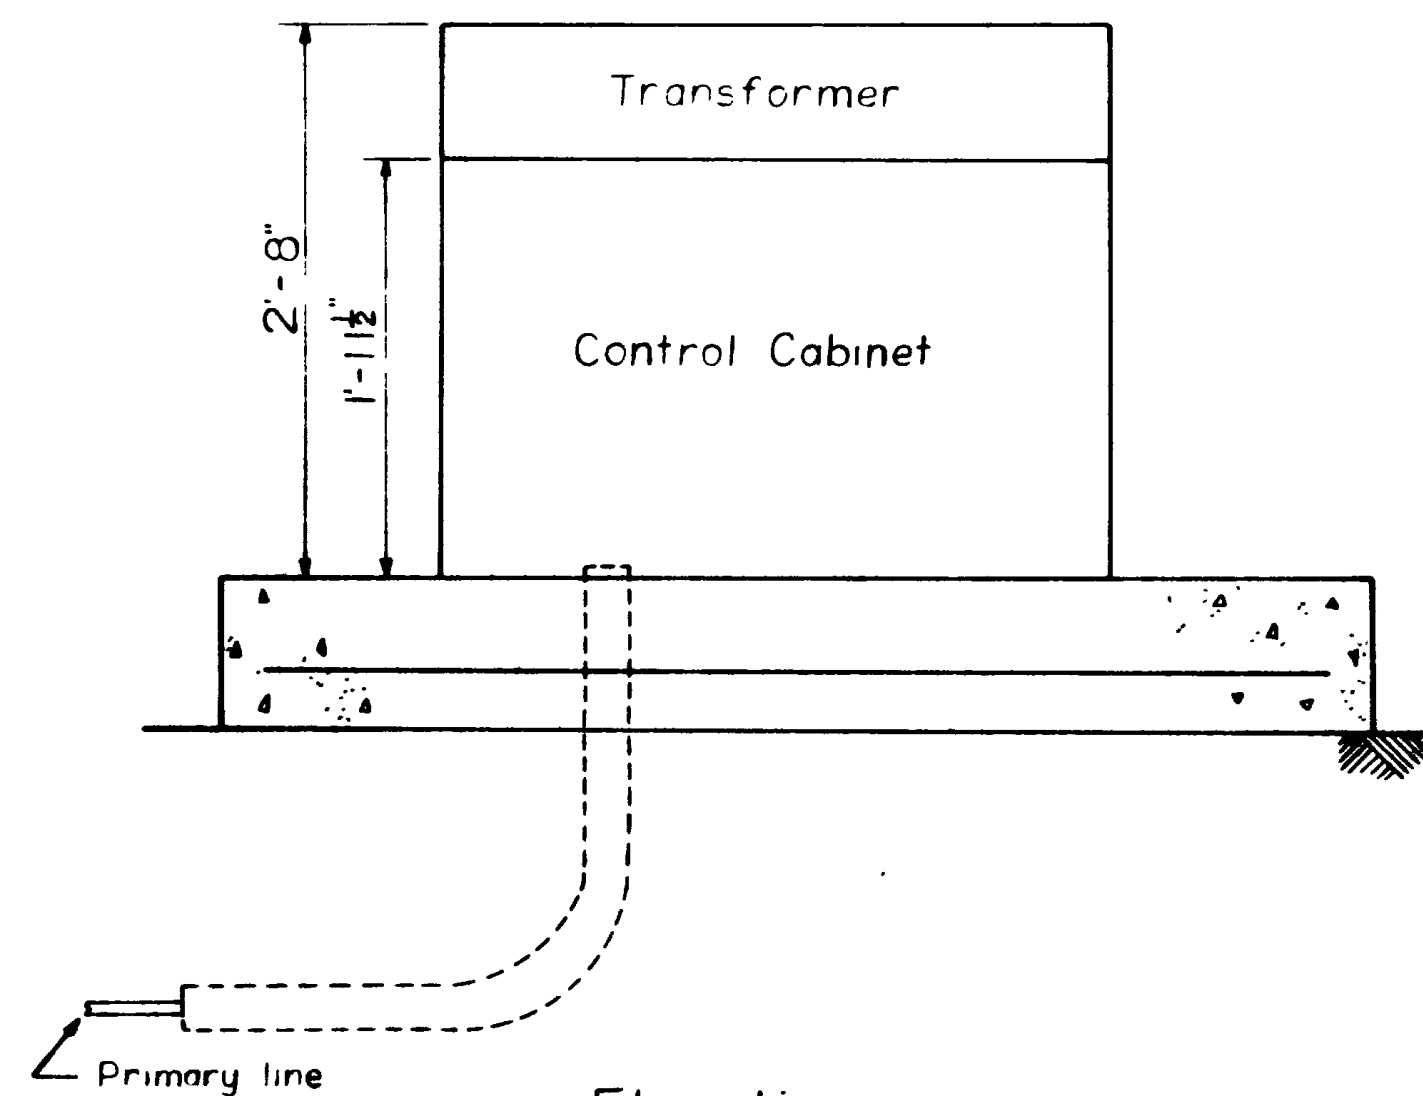 Transformer
2'-8"
1'-11½"
Control Cabinet
Primary line